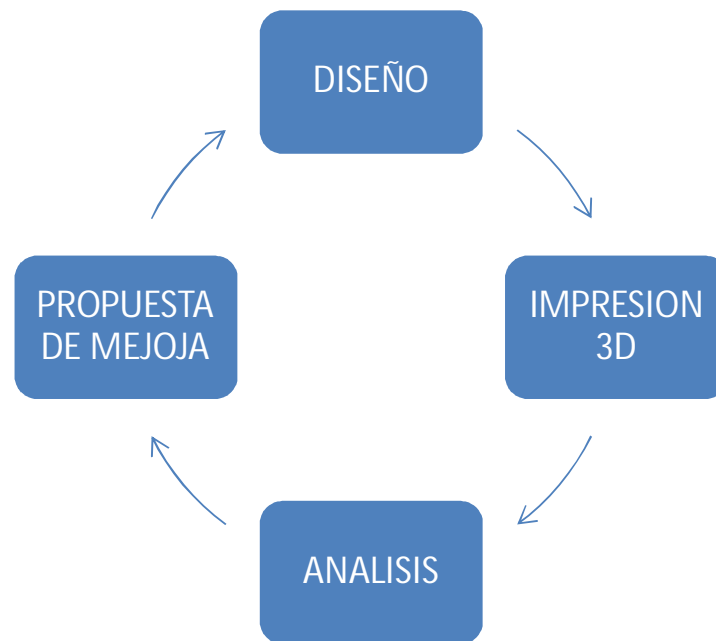 DISEÑO
IMPRESION
3D
ANALISIS
PROPUESTA
DE MEJOJA